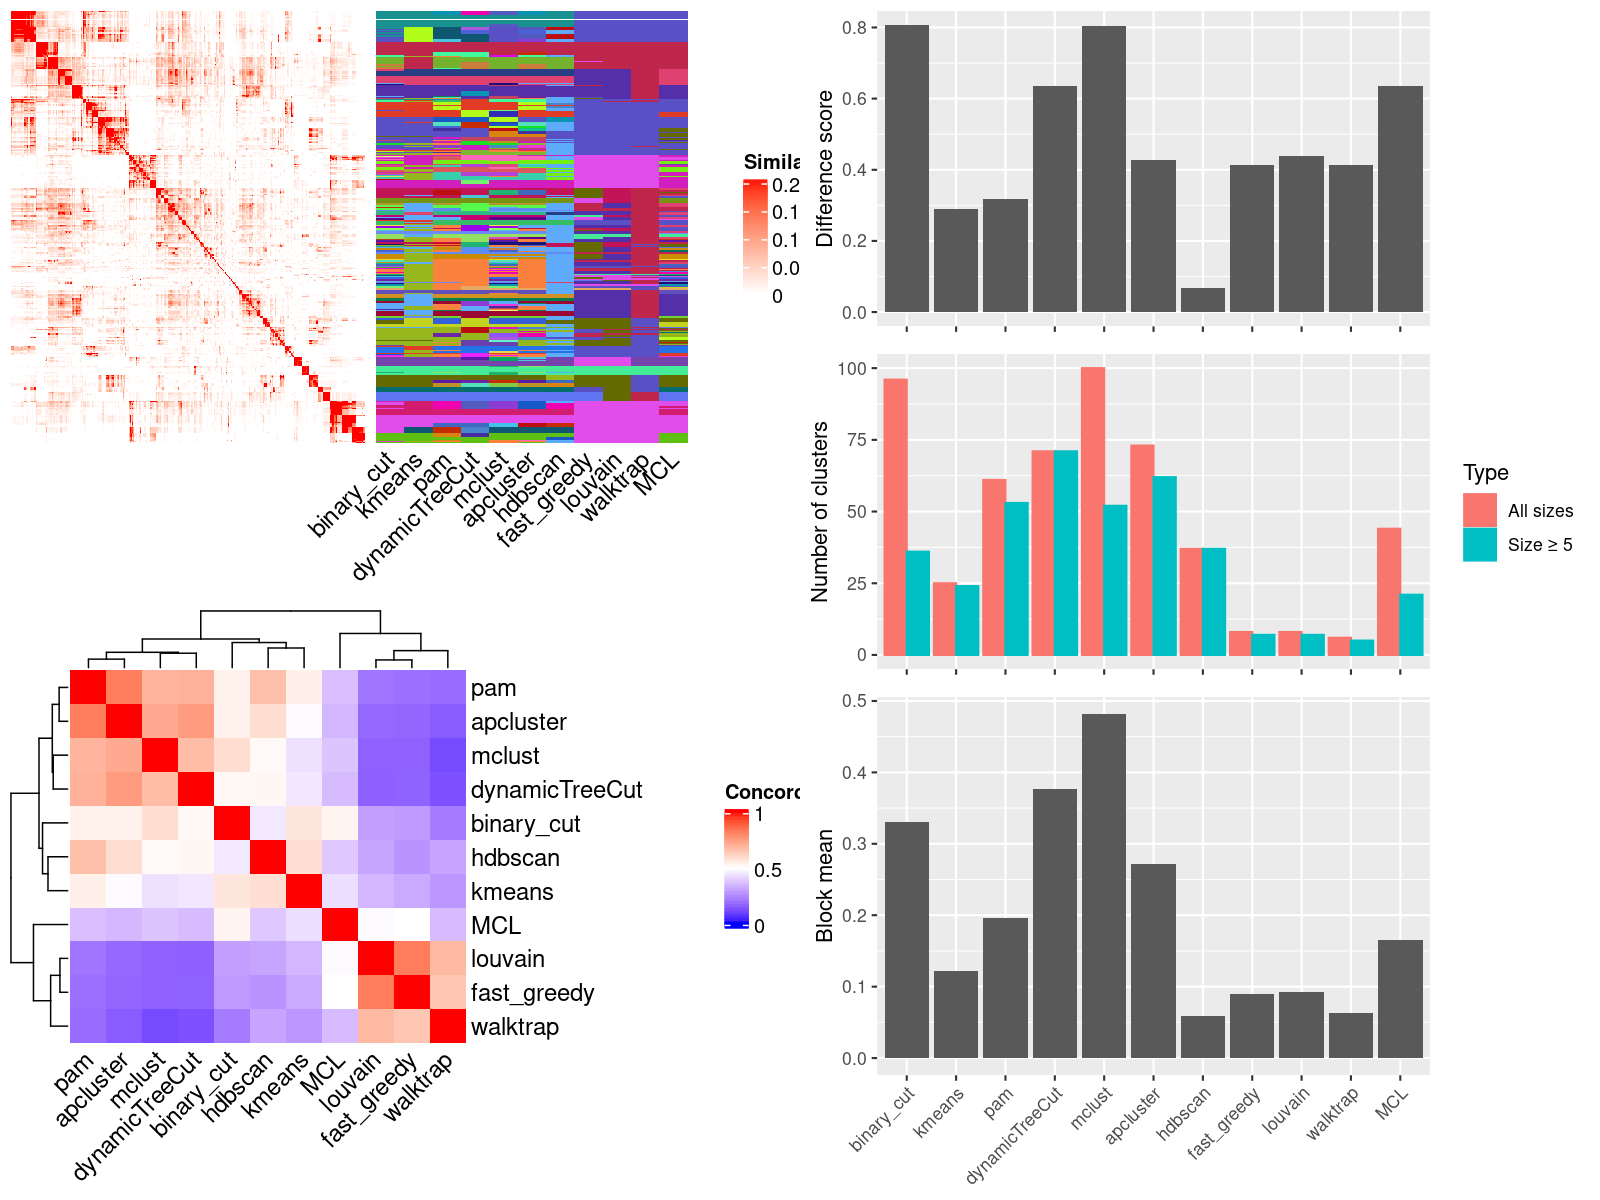 Simila
0.2
0.1
0.1
0.0
0
binary_cut
kmeans
pam
dynamicTreeCut
mclust
apcluster
hdbscan
fast_greedy
louvain
walktrap
MCL
pam
apcluster
mclust
dynamicTreeCut
binary_cut
hdbscan
kmeans
MCL
louvain
fast_greedy
walktrap
pam
apcluster
mclust
dynamicTreeCut
binary_cut
hdbscan
kmeans
MCL
louvain
fast_greedy
walktrap
Concord
1
0.5
0
Difference score
0.8
0.6
0.4
0.2
0.0
Number of clusters
100
75
50
25
0
Type
All sizes
Size ≥ 5
Block mean
0.5
0.4
0.3
0.2
0.1
0.0
binary_cut
kmeans
pam
dynamicTreeCut
mclust
apcluster
hdbscan
fast_greedy
louvain
walktrap
MCL